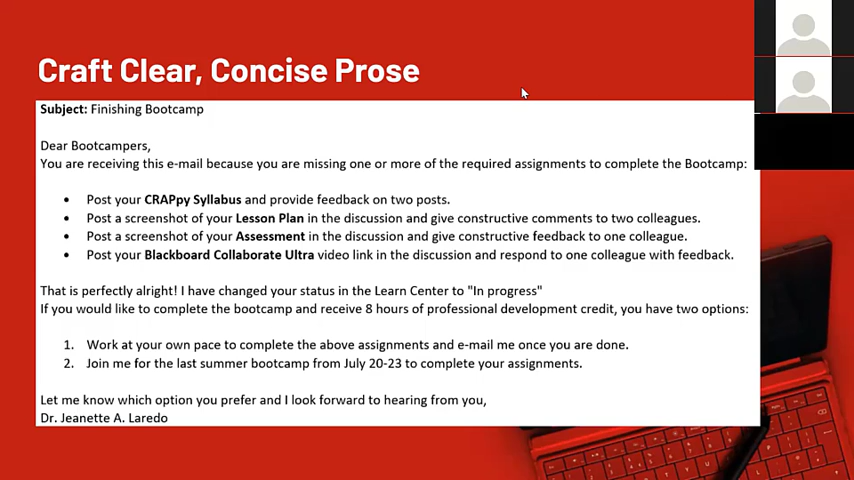 Craft Clear, Concise Prose
Subject: Finishing Bootcamp
Dear Bootcampers,
You are receiving this e-mail because you are missing one or more of the required assignments to complete the Bootcamp:
• Post your CRAPpy Syllabus and provide feedback on two posts.
• Post a screenshot of your Lesson Plan in the discussion and give constructive comments to two colleagues.
• Post a screenshot of your Assessment in the discussion and give constructive feedback to one colleague.
• Post your Blackboard Collaborate Ultra video link in the discussion and respond to one colleague with feedback.
That is perfectly alright! I have changed your status in the Learn Center to "In progress"
If you would like to complete the bootcamp and receive 8 hours of professional development credit, you have two options:
1. Work at your own pace to complete the above assignments and e-mail me once you are done.
2. Join me for the last summer bootcamp from July 20-23 to complete your assignments.
Let me know which option you prefer and I look forward to hearing from you,
Dr. Jeanette A. Laredo